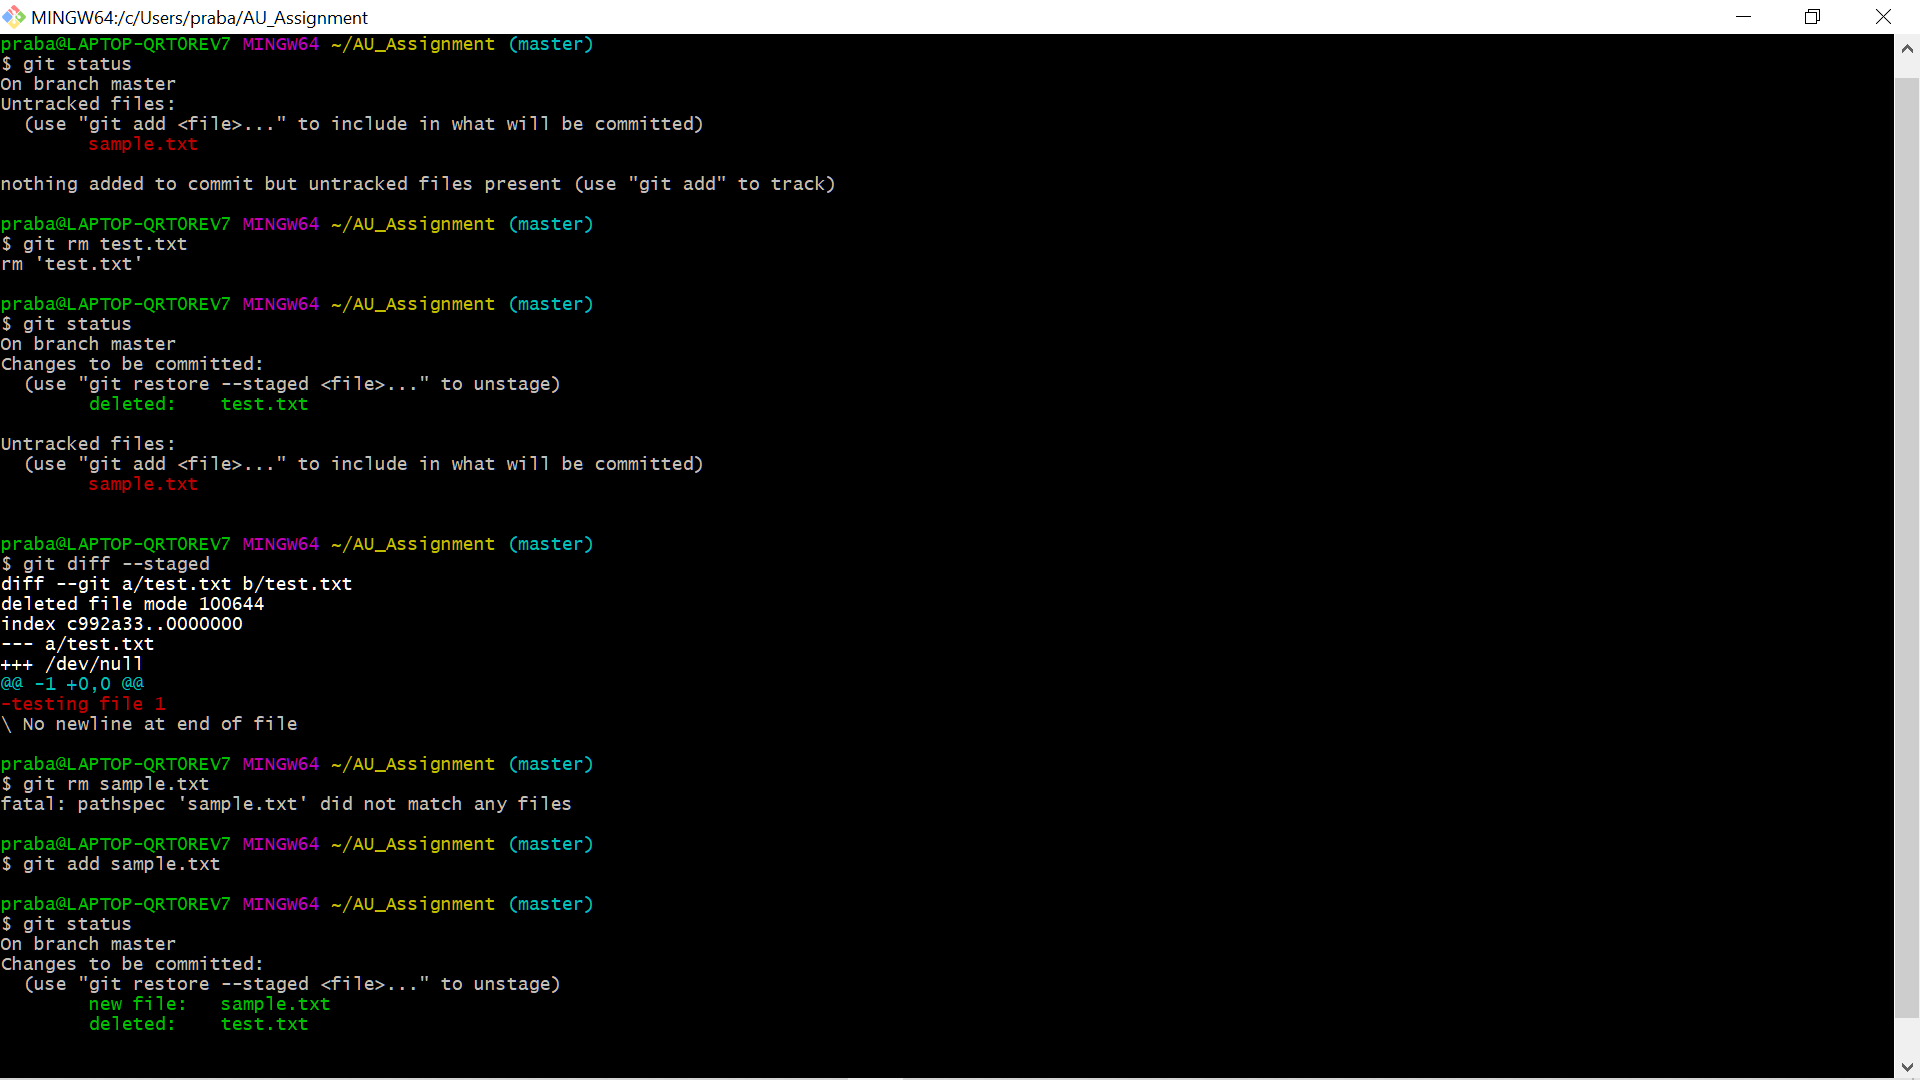 MINGW64:/c/Users/praba/AU_Assignment
praba@LAPTOP-QRT0REV7 MINGW64 ~/AU_Assignment (master)
$ git status
On branch master
Untracked files:
  (use "git add <file>..." to include in what will be committed)
        sample.txt

nothing added to commit but untracked files present (use "git add" to track)

praba@LAPTOP-QRT0REV7 MINGW64 ~/AU_Assignment (master)
$ git rm test.txt
rm 'test.txt'

praba@LAPTOP-QRT0REV7 MINGW64 ~/AU_Assignment (master)
$ git status
On branch master
Changes to be committed:
  (use "git restore --staged <file>..." to unstage)
        deleted:    test.txt

Untracked files:
  (use "git add <file>..." to include in what will be committed)
        sample.txt


praba@LAPTOP-QRT0REV7 MINGW64 ~/AU_Assignment (master)
$ git diff --staged
diff --git a/test.txt b/test.txt
deleted file mode 100644
index c992a33..0000000
--- a/test.txt
+++ /dev/null
@@ -1 +0,0 @@
-testing file 1
\ No newline at end of file

praba@LAPTOP-QRT0REV7 MINGW64 ~/AU_Assignment (master)
$ git rm sample.txt
fatal: pathspec 'sample.txt' did not match any files

praba@LAPTOP-QRT0REV7 MINGW64 ~/AU_Assignment (master)
$ git add sample.txt

praba@LAPTOP-QRT0REV7 MINGW64 ~/AU_Assignment (master)
$ git status
On branch master
Changes to be committed:
  (use "git restore --staged <file>..." to unstage)
        new file:   sample.txt
        deleted:    test.txt